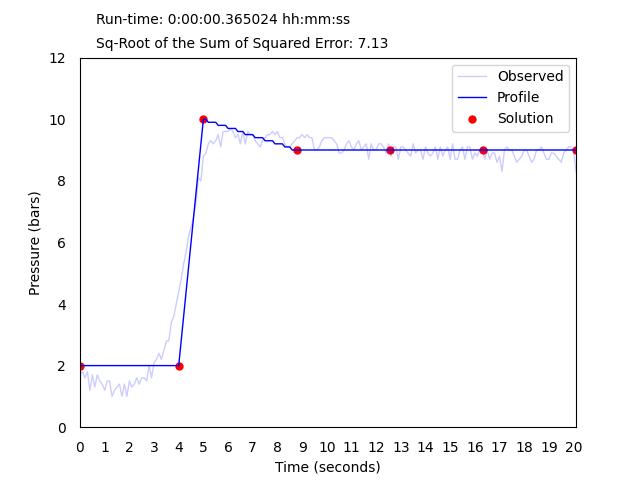 Run-time: 0:00:00.365024 hh:mm:ss
Sq-Root of the Sum of Squared Error: 7.13
Observed
Profile
Solution
Pressure (bars)
12
10
8
6
4
2
0
0 1 2 3 4 5 6 7 8 9 10 11 12 13 14 15 16 17 18 19 20
Time (seconds)